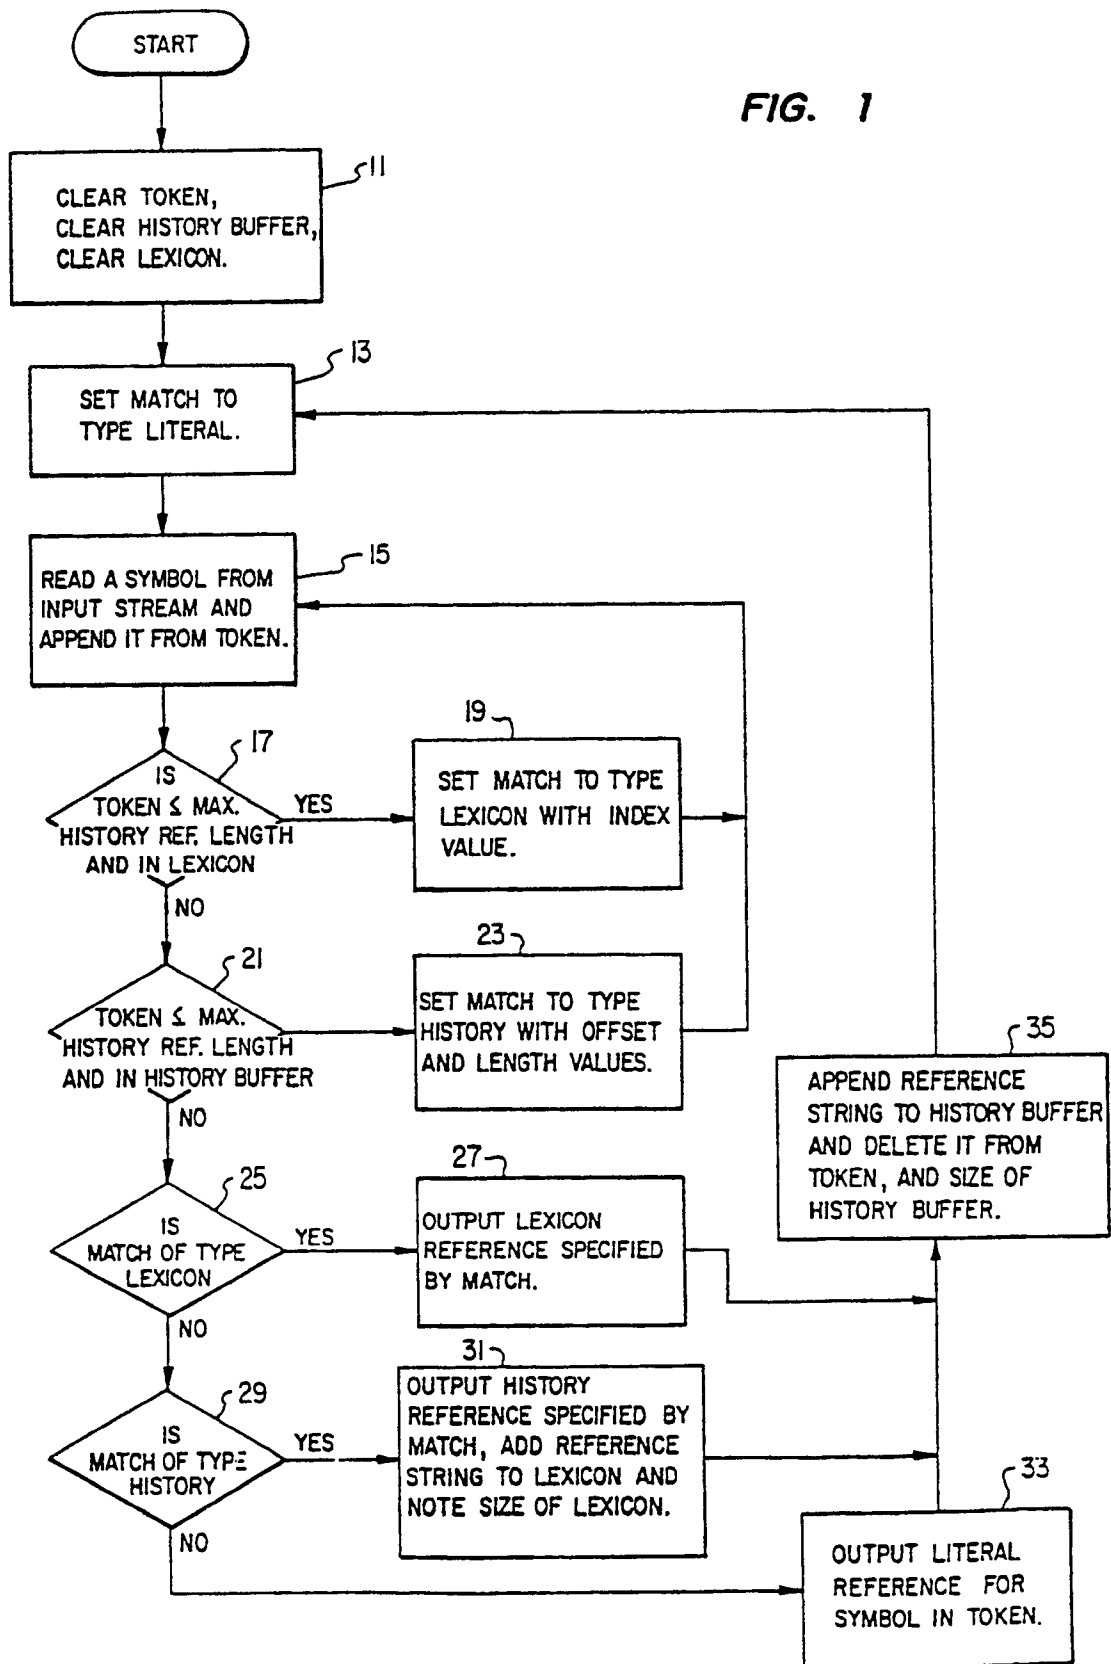 START
FIG. 1
11
CLEAR TOKEN,
CLEAR HISTORY BUFFER,
CLEAR LEXICON.
13
SET MATCH TO
TYPE LITERAL.
15
READ A SYMBOL FROM
INPUT STREAM AND
APPEND IT FROM TOKEN.
17
IS
TOKEN ≤ MAX.
HISTORY REF. LENGTH
AND IN LEXICON
YES
NO
19
SET MATCH TO TYPE
LEXICON WITH INDEX
VALUE.
21
TOKEN ≤ MAX.
HISTORY REF. LENGTH
AND IN HISTORY BUFFER
NO
23
SET MATCH TO TYPE
HISTORY WITH OFFSET
AND LENGTH VALUES.
25
IS
MATCH OF TYPE
LEXICON
YES
NO
27
OUTPUT LEXICON
REFERENCE SPECIFIED
BY MATCH.
29
IS
MATCH OF TYPE
HISTORY
YES
NO
31
OUTPUT HISTORY
REFERENCE SPECIFIED BY
MATCH, ADD REFERENCE
STRING TO LEXICON AND
NOTE SIZE OF LEXICON.
33
OUTPUT LITERAL
REFERENCE FOR
SYMBOL IN TOKEN.
35
APPEND REFERENCE
STRING TO HISTORY BUFFER
AND DELETE IT FROM
TOKEN, AND SIZE OF
HISTORY BUFFER.